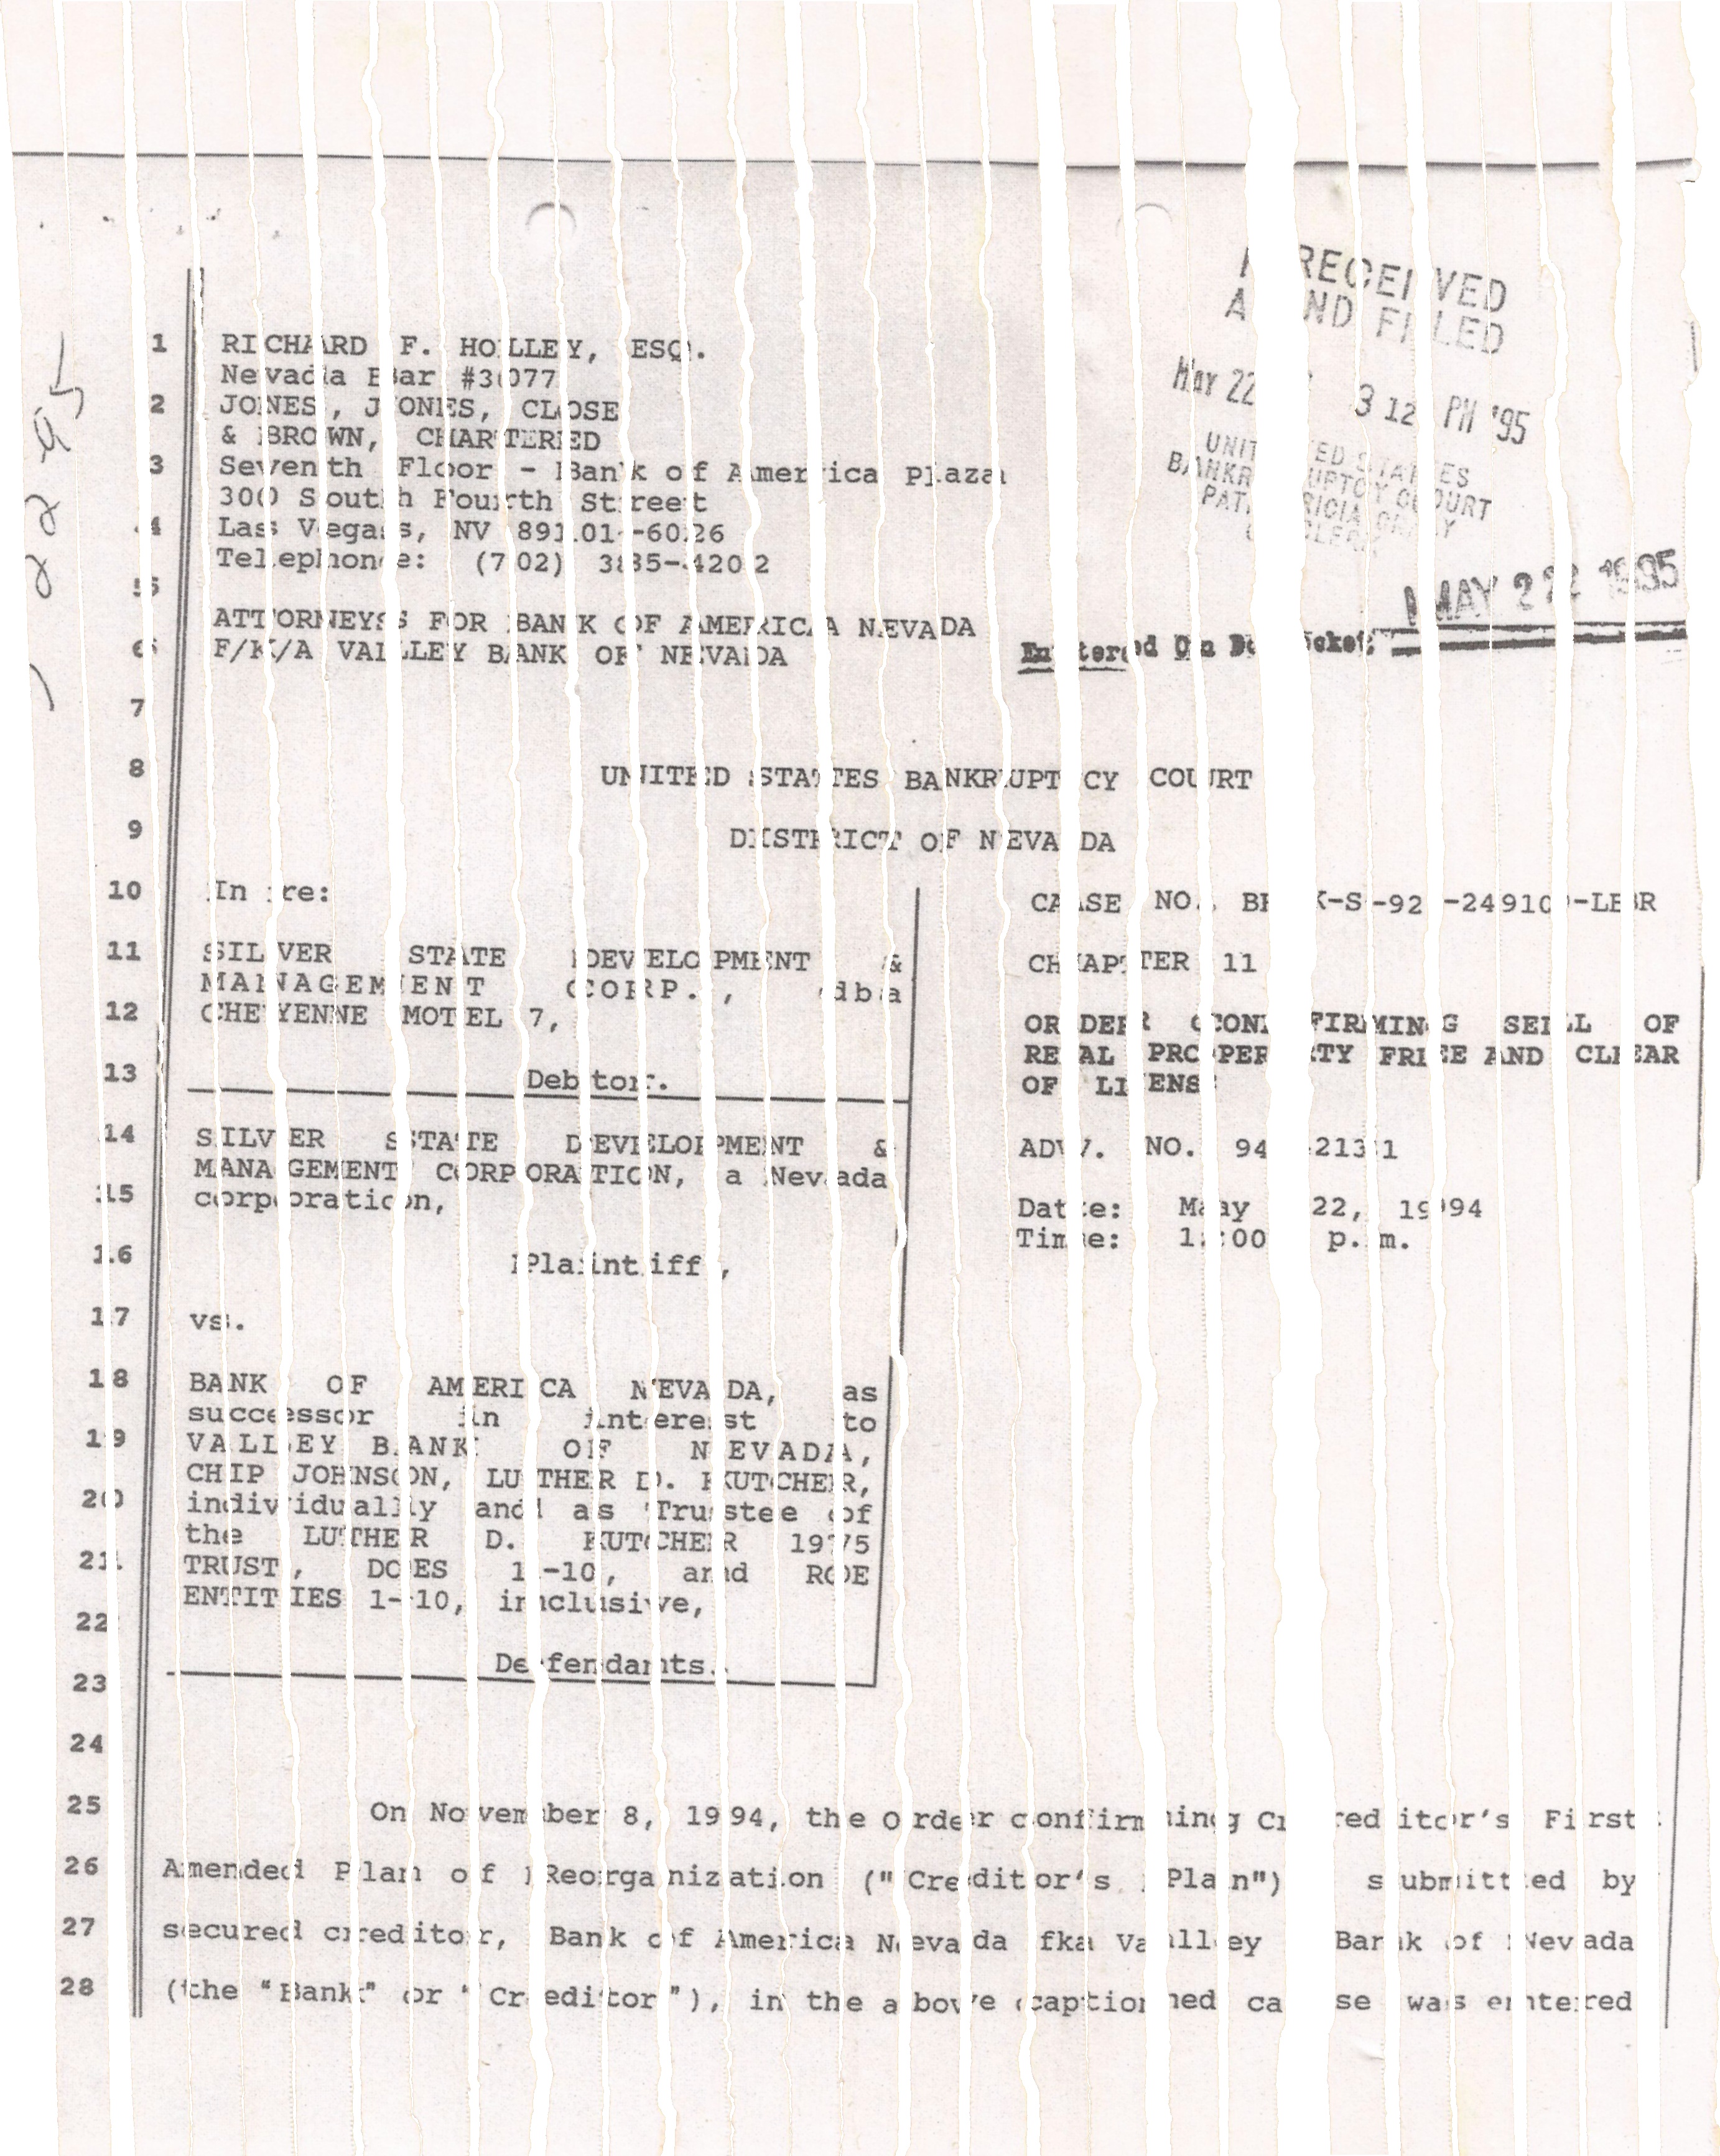 RECEIVED
AND FILED
MAY 22 3 12 PM '95
UNITED STATES
BANKRUPTCY COURT
PATRICIA GRAY
CLERK
MAY 22 1995
Entered On Docket
1 RICHARD F. HOLLEY, ESQ.
Nevada Bar #3077
2 JONES, JONES, CLOSE
& BROWN, CHARTERED
3 Seventh Floor - Bank of America Plaza
300 South Fourth Street
4 Las Vegas, NV 89101-6026
Telephone: (702) 385-4202
5
ATTORNEYS FOR BANK OF AMERICA NEVADA
6 F/K/A VALLEY BANK OF NEVADA
7
8 UNITED STATES BANKRUPTCY COURT
9 DISTRICT OF NEVADA
10 In re:
11 SILVER STATE DEVELOPMENT &
MANAGEMENT CORP., dba
12 CHEYENNE MOTEL 7,
13 Debtor.
14 SILVER STATE DEVELOPMENT &
MANAGEMENT CORPORATION, a Nevada
15 corporation,
16 Plaintiff,
17 vs.
18 BANK OF AMERICA NEVADA, as
successor in interest to
19 VALLEY BANK OF NEVADA,
CHIP JOHNSON, LUTHER D. KUTCHER,
20 individually and as Trustee of
the LUTHER D. KUTCHER 1975
21 TRUST, DOES 1-10, and ROE
ENTITIES 1-10, inclusive,
22
Defendants.
23
CASE NO. BK-S-92-24910-LBR
CHAPTER 11
ORDER CONFIRMING SELL OF
REAL PROPERTY FREE AND CLEAR
OF LIENS
ADV. NO. 94-2131
Date: May 22, 1994
Time: 1:00 p.m.
24
25 On November 8, 1994, the Order confirming Creditor's First
26 Amended Plan of Reorganization ("Creditor's Plan") submitted by
27 secured creditor, Bank of America Nevada fka Valley Bank of Nevada
28 (the "Bank" or "Creditor"), in the above captioned case was entered